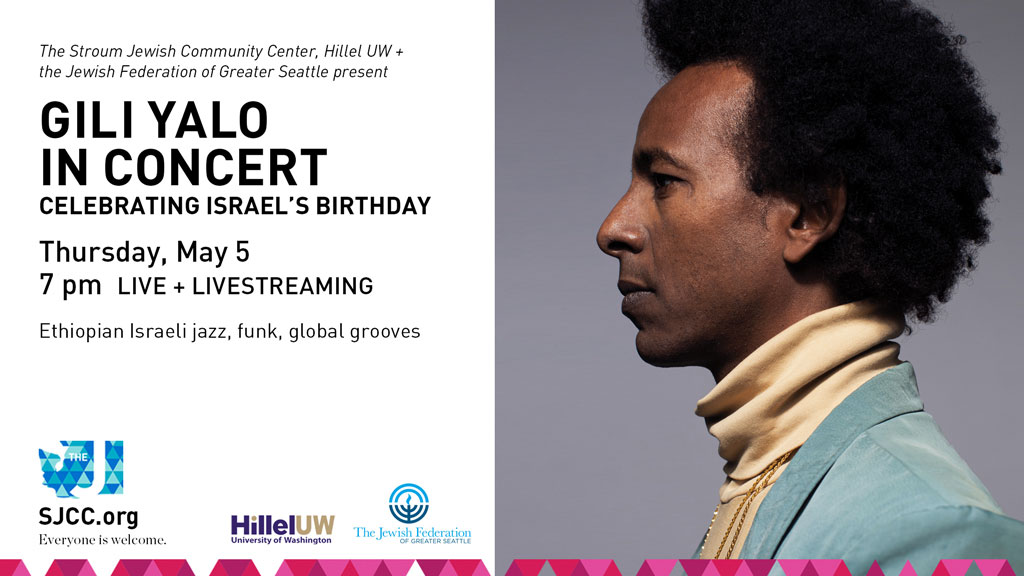 The Stroum Jewish Community Center, Hillel UW +
the Jewish Federation of Greater Seattle present
GILI YALO
IN CONCERT
CELEBRATING ISRAEL’S BIRTHDAY
Thursday, May 5
7 pm LIVE + LIVESTREAMING
Ethiopian Israeli jazz, funk, global grooves
THE
J
SJCC.org
Everyone is welcome.
HillelUW
University of Washington
The Jewish Federation
OF GREATER SEATTLE